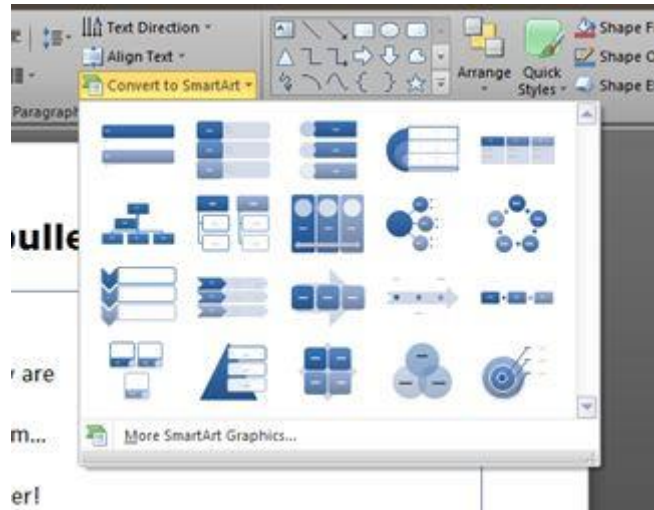 Text Direction
Align Text
Convert to SmartArt
Paragraph
Arrange
Quick
Styles
Shape F
Shape O
Shape E
bulle
y are
m...
er!
More SmartArt Graphics...